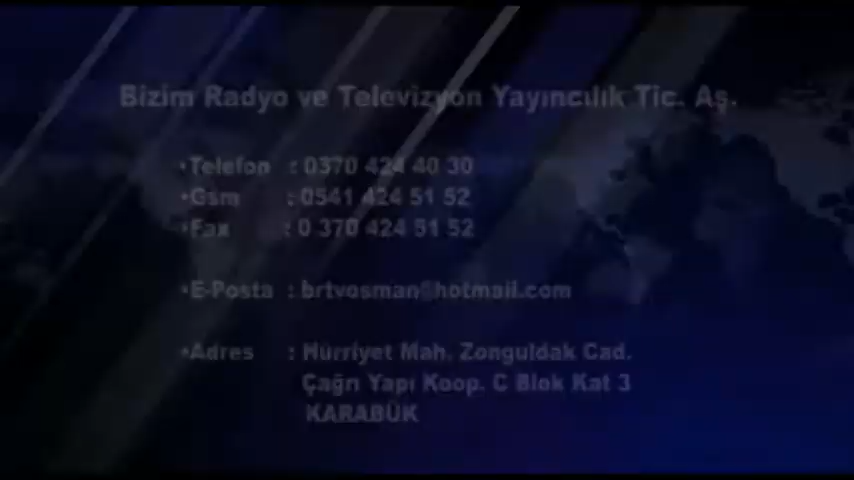 Bizim Radyo ve Televizyon Yayıncılık Tic. Aş.
•Telefon : 0370 424 40 30
•Gsm : 0541 424 51 52
•Fax : 0 370 424 51 52
•E-Posta : brtvosman@hotmail.com
•Adres : Hürriyet Mah. Zonguldak Cad.
Çağrı Yapı Koop. C Blok Kat 3
KARABÜK